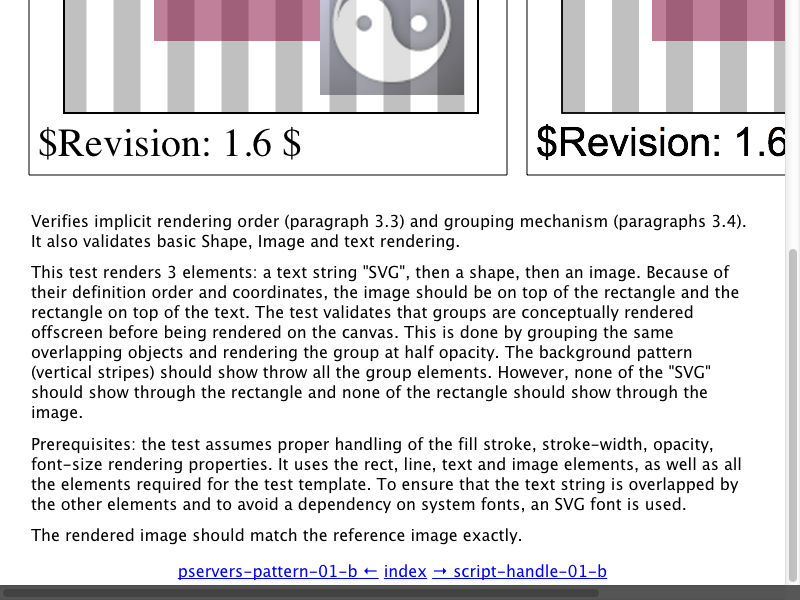 $Revision: 1.6 $
$Revision: 1.6
Verifies implicit rendering order (paragraph 3.3) and grouping mechanism (paragraphs 3.4).
It also validates basic Shape, Image and text rendering.
This test renders 3 elements: a text string "SVG", then a shape, then an image. Because of
their definition order and coordinates, the image should be on top of the rectangle and the
rectangle on top of the text. The test validates that groups are conceptually rendered
offscreen before being rendered on the canvas. This is done by grouping the same
overlapping objects and rendering the group at half opacity. The background pattern
(vertical stripes) should show throw all the group elements. However, none of the "SVG"
should show through the rectangle and none of the rectangle should show through the
image.
Prerequisites: the test assumes proper handling of the fill stroke, stroke-width, opacity,
font-size rendering properties. It uses the rect, line, text and image elements, as well as all
the elements required for the test template. To ensure that the text string is overlapped by
the other elements and to avoid a dependency on system fonts, an SVG font is used.
The rendered image should match the reference image exactly.
pservers-pattern-01-b ← index → script-handle-01-b